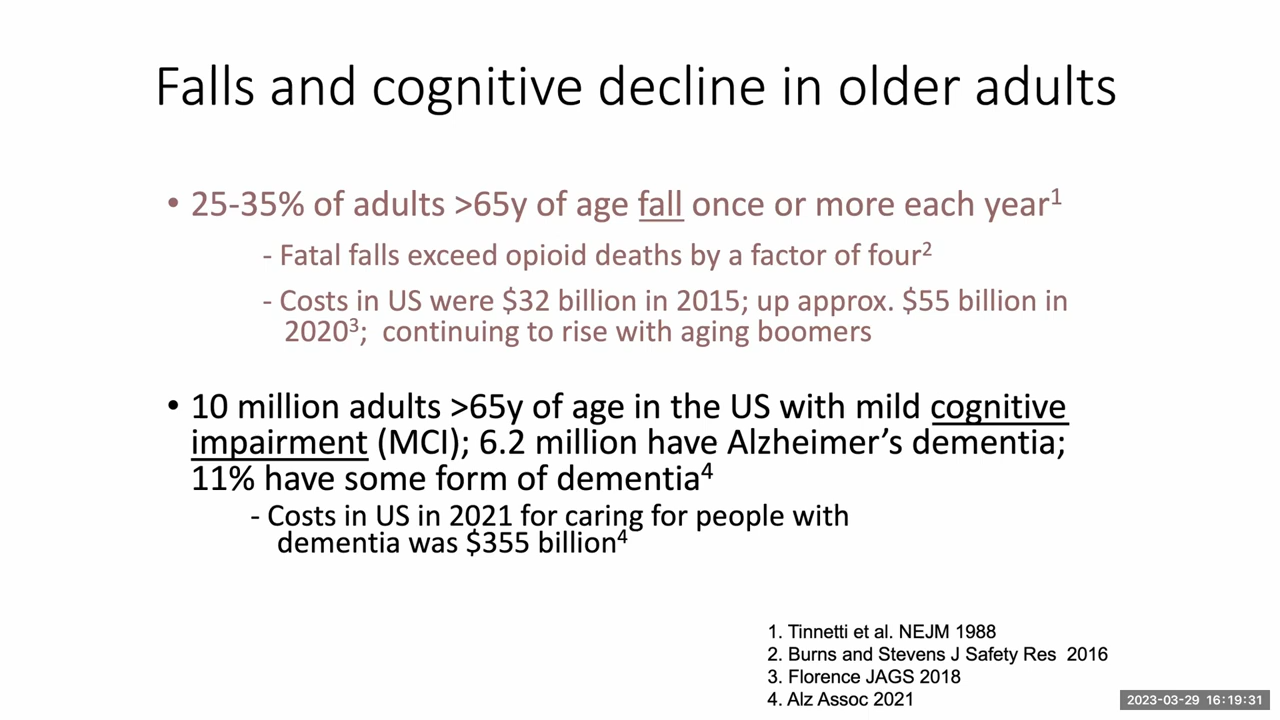 Falls and cognitive decline in older adults
• 25-35% of adults >65y of age fall once or more each year¹
- Fatal falls exceed opioid deaths by a factor of four²
- Costs in US were $32 billion in 2015; up approx. $55 billion in
2020³; continuing to rise with aging boomers
• 10 million adults >65y of age in the US with mild cognitive
impairment (MCI); 6.2 million have Alzheimer’s dementia;
11% have some form of dementia⁴
- Costs in US in 2021 for caring for people with
dementia was $355 billion⁴
1. Tinnetti et al. NEJM 1988
2. Burns and Stevens J Safety Res 2016
3. Florence JAGS 2018
4. Alz Assoc 2021
2023-03-29 16:19:31